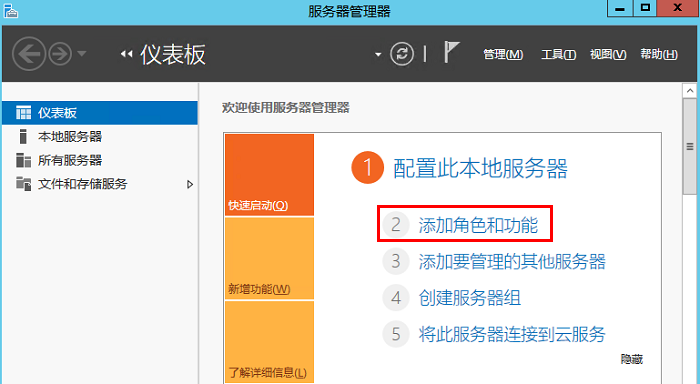 服务器管理器
仪表板
管理(M) 工具(T) 视图(V) 帮助(H)
仪表板
本地服务器
所有服务器
文件和存储服务
欢迎使用服务器管理器
快速启动(Q)
新增功能(W)
了解详细信息(L)
1 配置此本地服务器
2 添加角色和功能
3 添加要管理的其他服务器
4 创建服务器组
5 将此服务器连接到云服务
隐藏